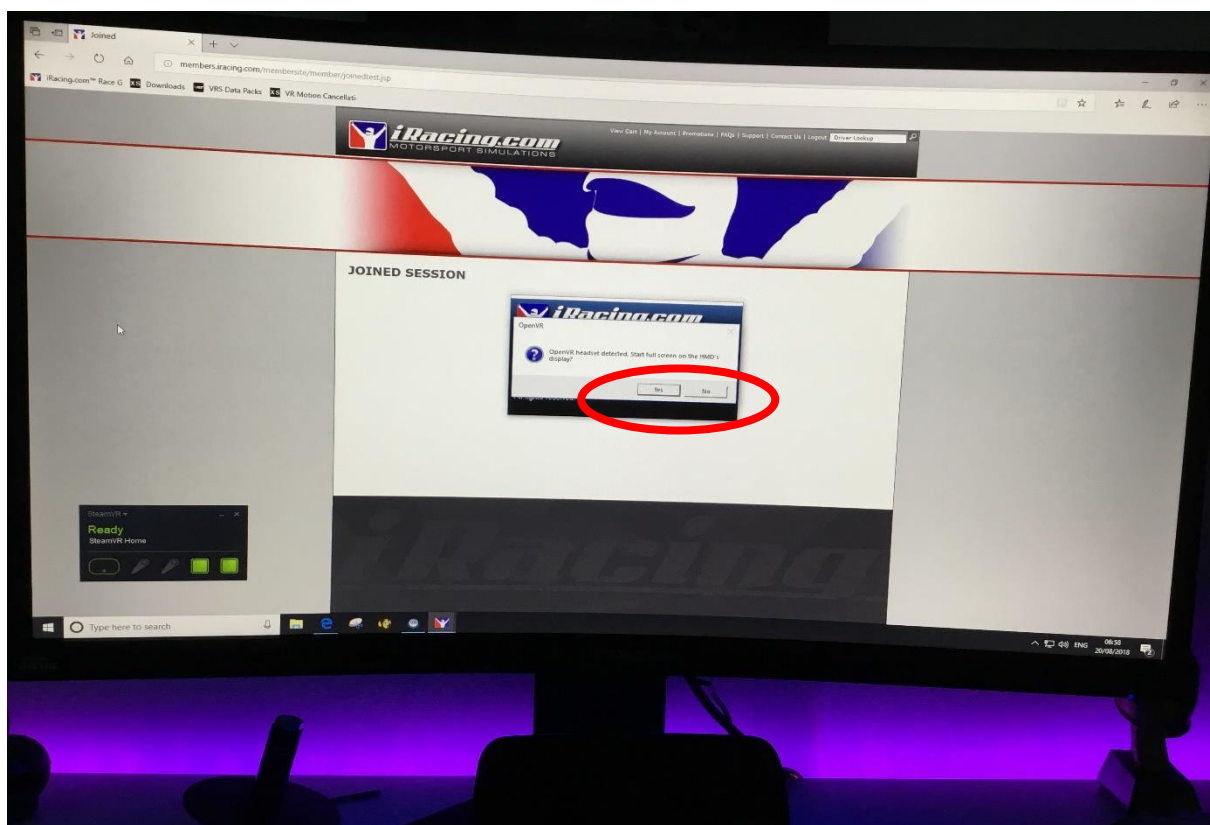 Joined
members.iracing.com/membersite/member/joinedtest.jsp
iRacing.com™ Race G Downloads VRS Data Packs VR Motion Cancellati
iRacing.com
MOTORSPORT SIMULATIONS
View Cart | My Account | Promotions | FAQs | Support | Contact Us | Logout Driver Lookup
JOINED SESSION
iRacing.com
OpenVR
OpenVR headset detected. Start full screen on the HMD's
display?
Yes No
SteamVR
Ready
SteamVR Home
iRacing
Type here to search
ENG
06:58
20/08/2018
2